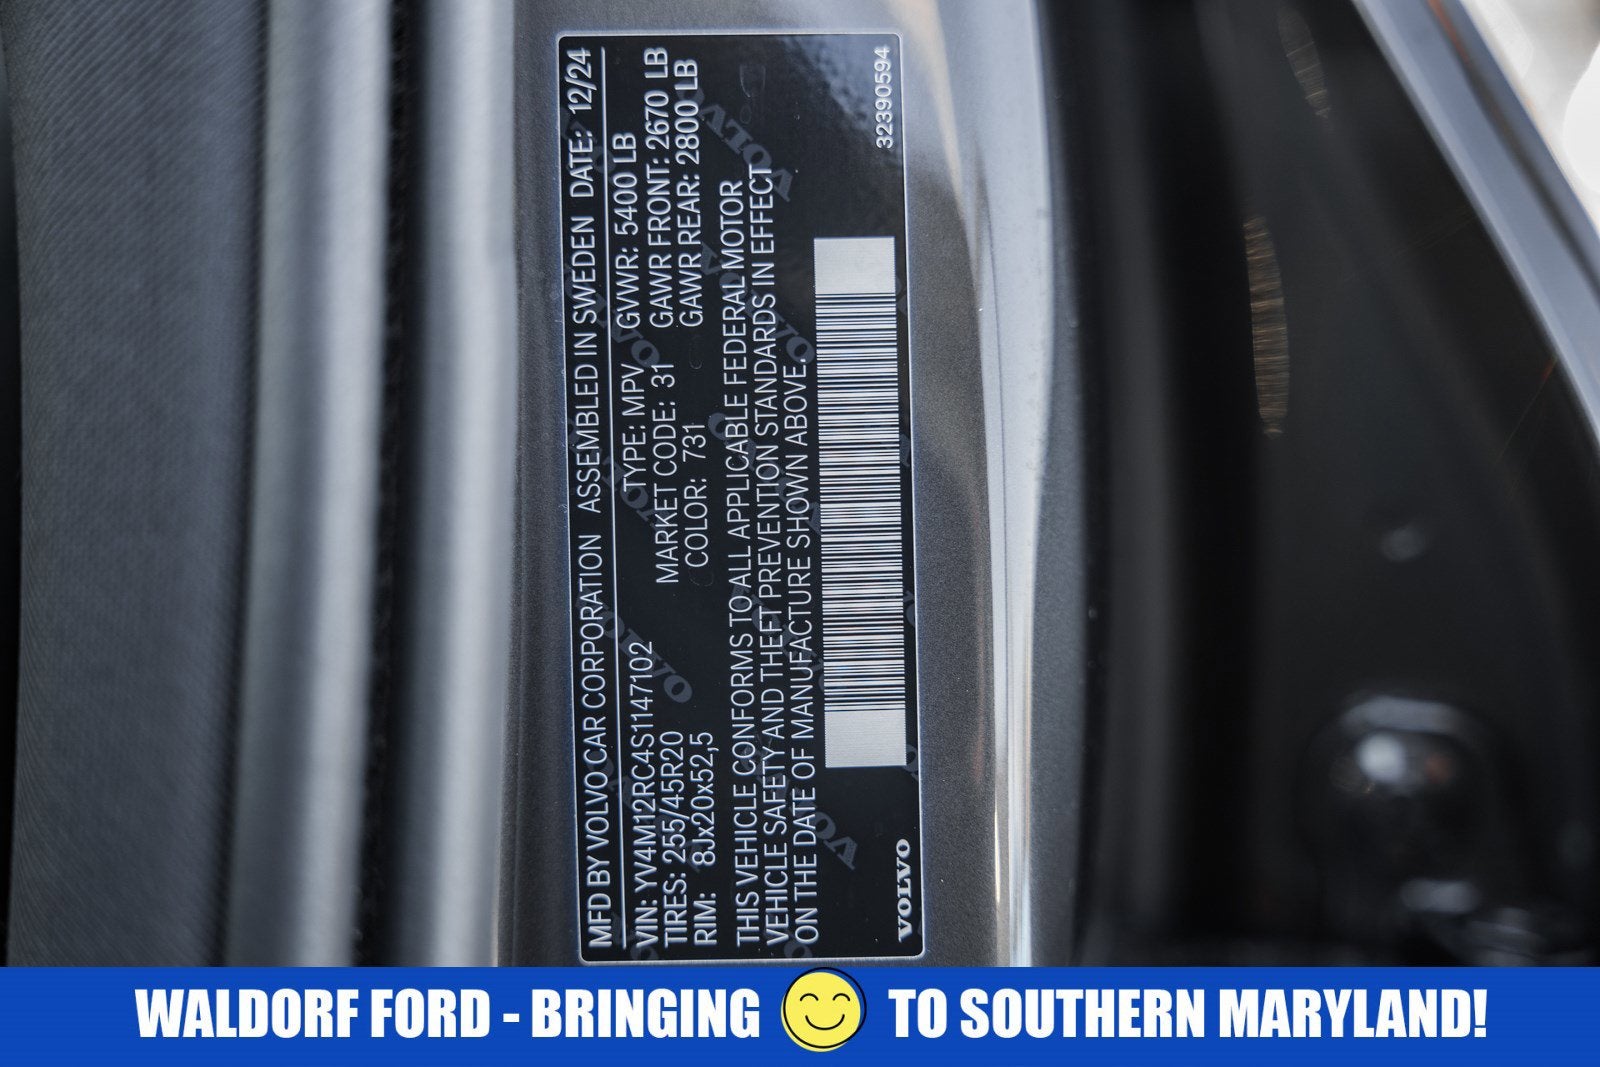 MFD BY VOLVO CAR CORPORATION ASSEMBLED IN SWEDEN DATE: 12/24
VIN: YV4M12RC4S1147102 TYPE: MPV GVWR: 5400 LB
TIRES: 255/45R20 MARKET CODE: 31 GAWR FRONT: 2670 LB
RIM: 8Jx20x52,5 COLOR: 731 GAWR REAR: 2800 LB
THIS VEHICLE CONFORMS TO ALL APPLICABLE FEDERAL MOTOR
VEHICLE SAFETY AND THEFT PREVENTION STANDARDS IN EFFECT
ON THE DATE OF MANUFACTURE SHOWN ABOVE.
VOLVO 32390594
WALDORF FORD - BRINGING TO SOUTHERN MARYLAND!